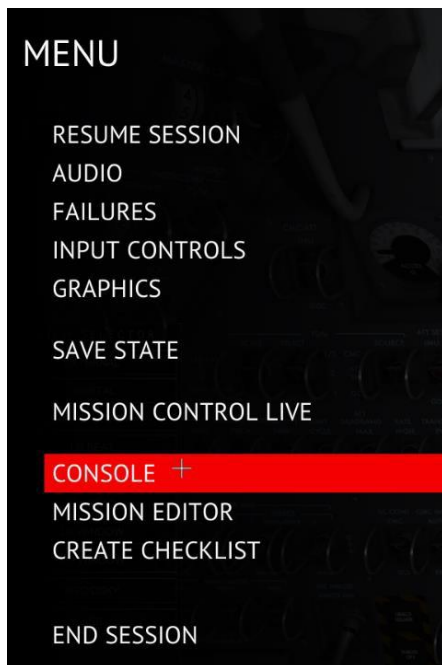 MENU
RESUME SESSION
AUDIO
FAILURES
INPUT CONTROLS
GRAPHICS
SAVE STATE
MISSION CONTROL LIVE
CONSOLE
MISSION EDITOR
CREATE CHECKLIST
END SESSION